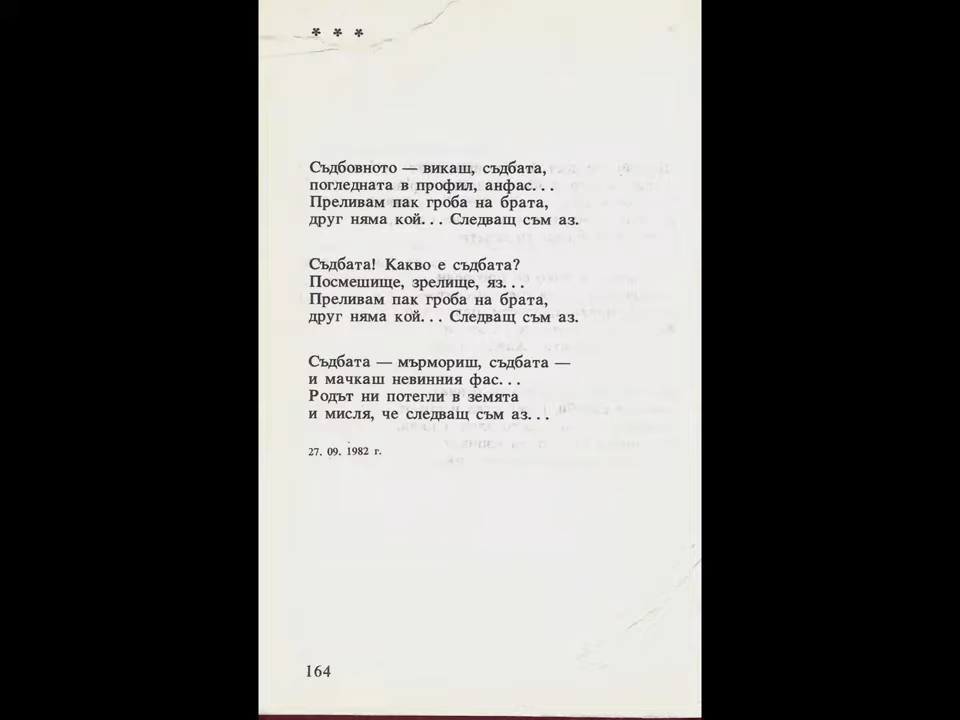 * * *
Съдбовното — викаш, съдбата,
погледната в профил, анфас...
Преливам пак гроба на брата,
друг няма кой... Следващ съм аз.
Съдбата! Какво е съдбата?
Посмешище, зрелище, яз...
Преливам пак гроба на брата,
друг няма кой... Следващ съм аз.
Съдбата — мърмориш, съдбата —
и мачкаш невинния фас...
Родът ни потегли в земята
и мисля, че следващ съм аз...
27. 09. 1982 г.
164